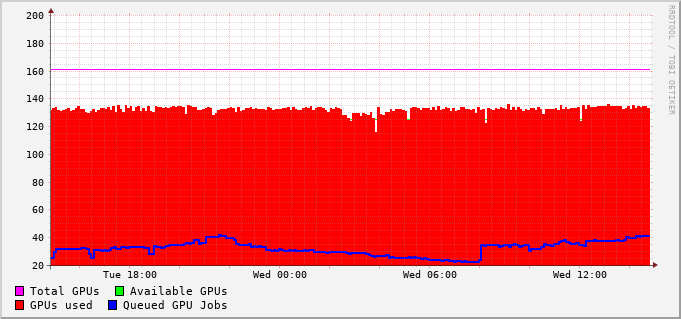 200
180
160
140
120
100
80
60
40
20
Tue 18:00 Wed 00:00 Wed 06:00 Wed 12:00
Total GPUs Available GPUs
GPUs used Queued GPU Jobs
RRDTOOL / TOBI OETIKER